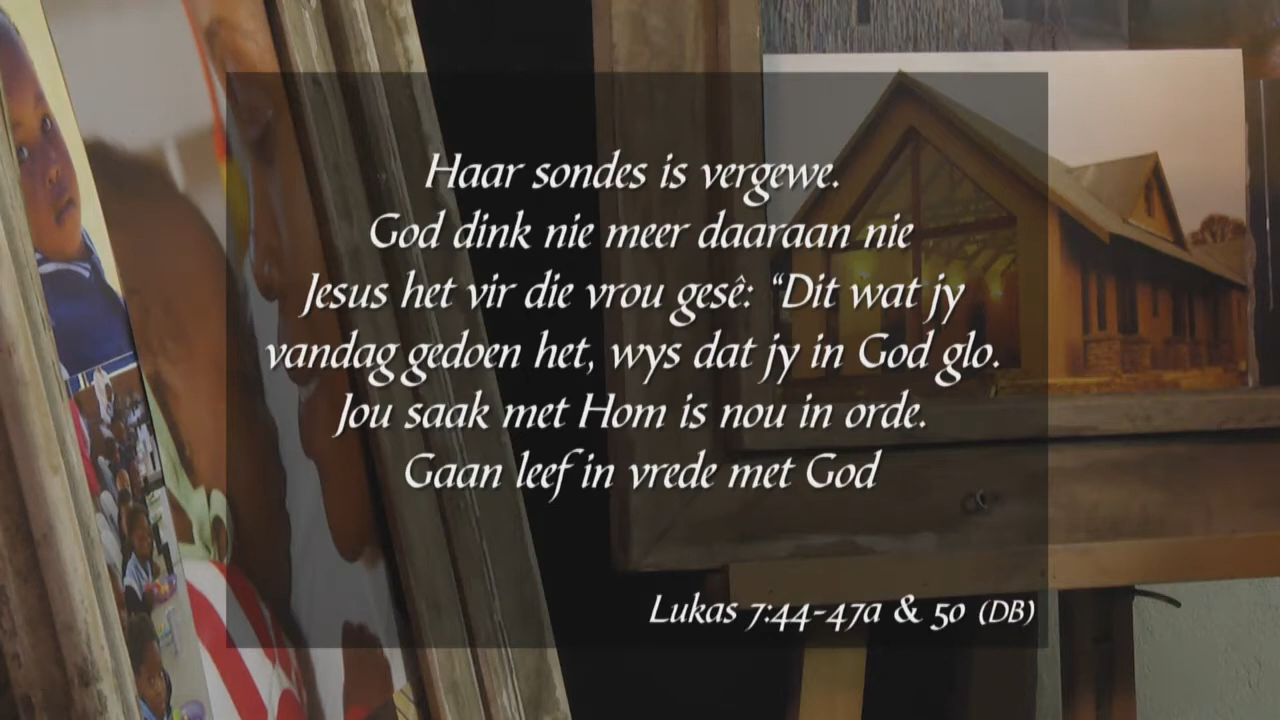 Haar sondes is vergewe.
God dink nie meer daaraan nie
Jesus het vir die vrou gesê: “Dit wat jy
vandag gedoen het, wys dat jy in God glo.
Jou saak met Hom is nou in orde.
Gaan leef in vrede met God
Lukas 7:44-47a & 50 (DB)